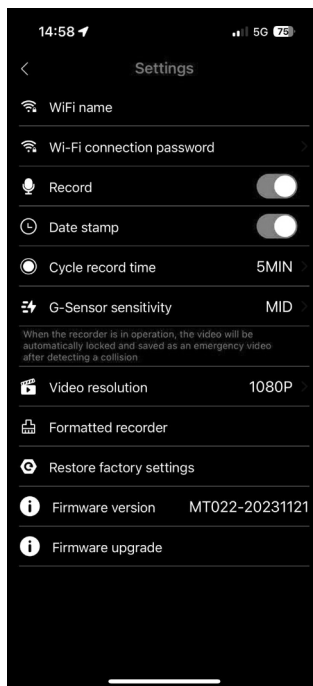 14:58 5G 75
Settings
WiFi name
Wi-Fi connection password
Record
Date stamp
Cycle record time 5MIN
G-Sensor sensitivity MID
When the recorder is in operation, the video will be
automatically locked and saved as an emergency video
after detecting a collision
Video resolution 1080P
Formatted recorder
Restore factory settings
Firmware version MT022-20231121
Firmware upgrade